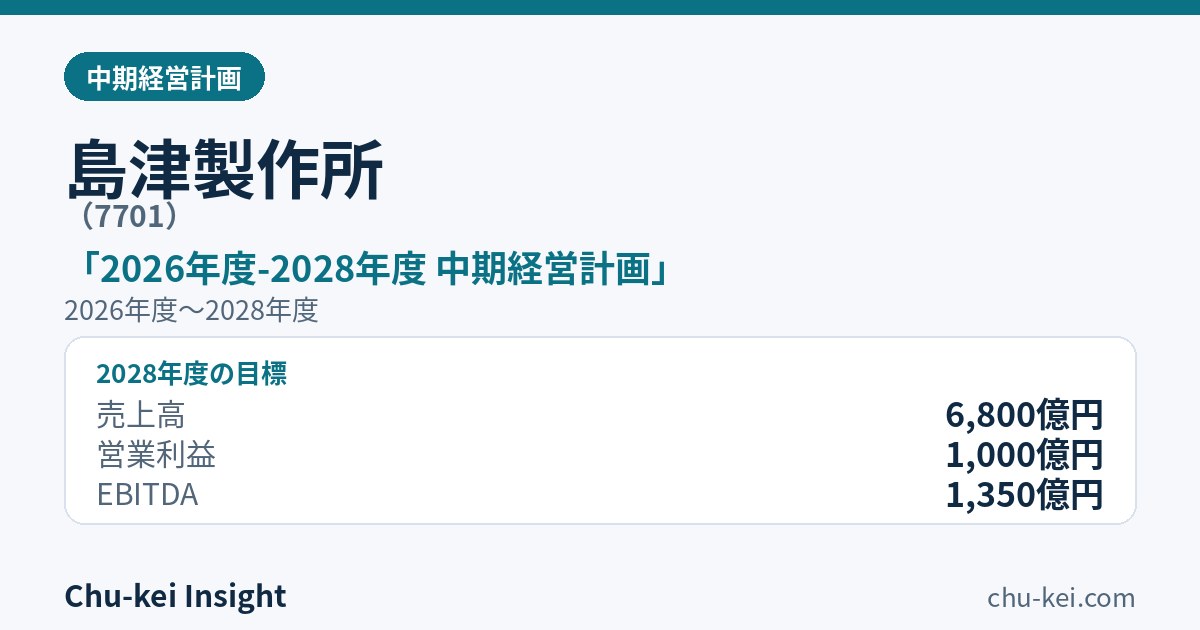 中期経営計画
島津製作所
（7701）
「2026年度-2028年度 中期経営計画」
2026年度～2028年度
2028年度の目標
売上高 6,800億円
営業利益 1,000億円
EBITDA 1,350億円
Chu-kei Insight chu-kei.com